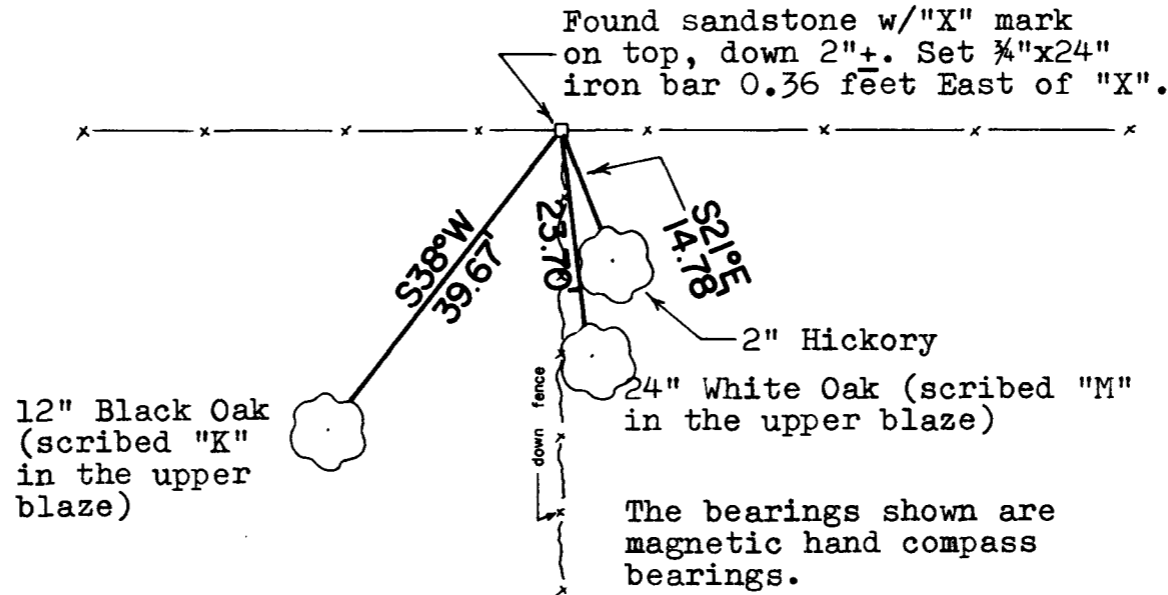 Found sandstone w/"X" mark
on top, down 2"±. Set ¾"x24"
iron bar 0.36 feet East of "X".
S38°W
39.67'
23.70'
S21°E
14.78'
2" Hickory
24" White Oak (scribed "M"
in the upper blaze)
12" Black Oak
(scribed "K"
in the upper
blaze)
down fence
The bearings shown are
magnetic hand compass
bearings.